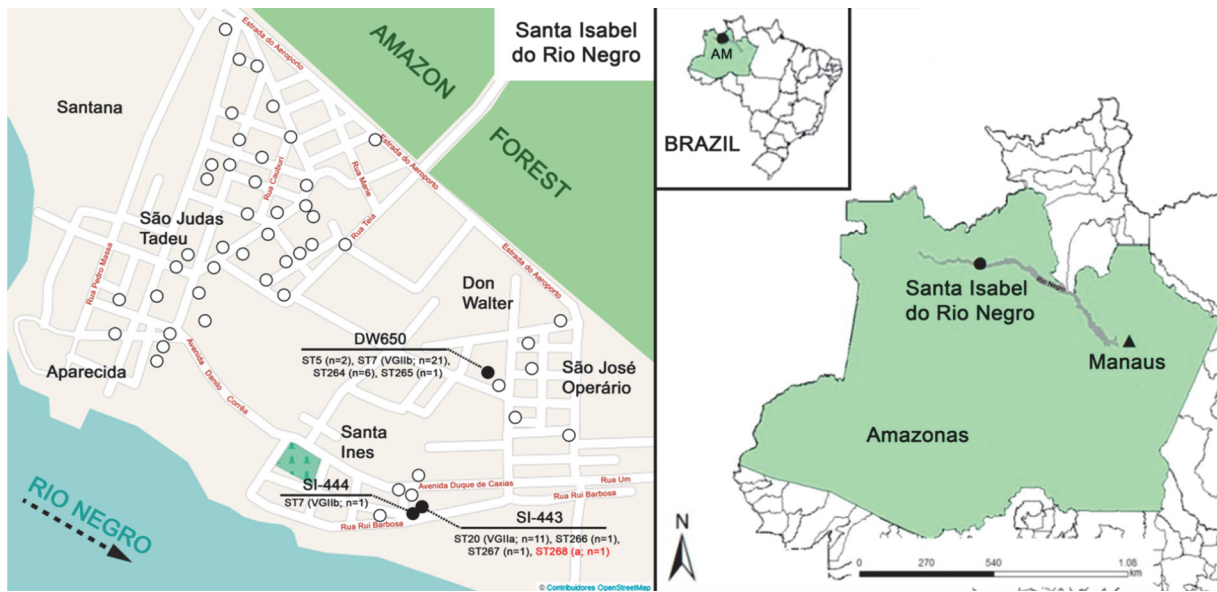 Santa Isabel
do Rio Negro
AMAZON
FOREST
Estrada do Aeroporto
Santana
Estrada do Aeroporto
Rua Cauburi
Rua Marie
Rua Teia
São Judas
Tadeu
Rua Pedro Massa
Estrada do Aeroporto
Don
Walter
DW650
ST5 (n=2), ST7 (VGIIb; n=21),
ST264 (n=6), ST265 (n=1)
São José
Operário
Aparecida
Avenida Danilo Corrêa
Santa
Ines
SI-444
ST7 (VGIIb; n=1)
Avenida Duque de Caxias
Rua Um
Rua Rui Barbosa
Rua Rui Barbosa
SI-443
ST20 (VGIIa; n=11), ST266 (n=1),
ST267 (n=1), ST268 (a; n=1)
RIO NEGRO
© Contribuidores OpenStreetMap
AM
BRAZIL
Rio Negro
Santa Isabel
do Rio Negro
Manaus
Amazonas
N
0 540 1.08
km